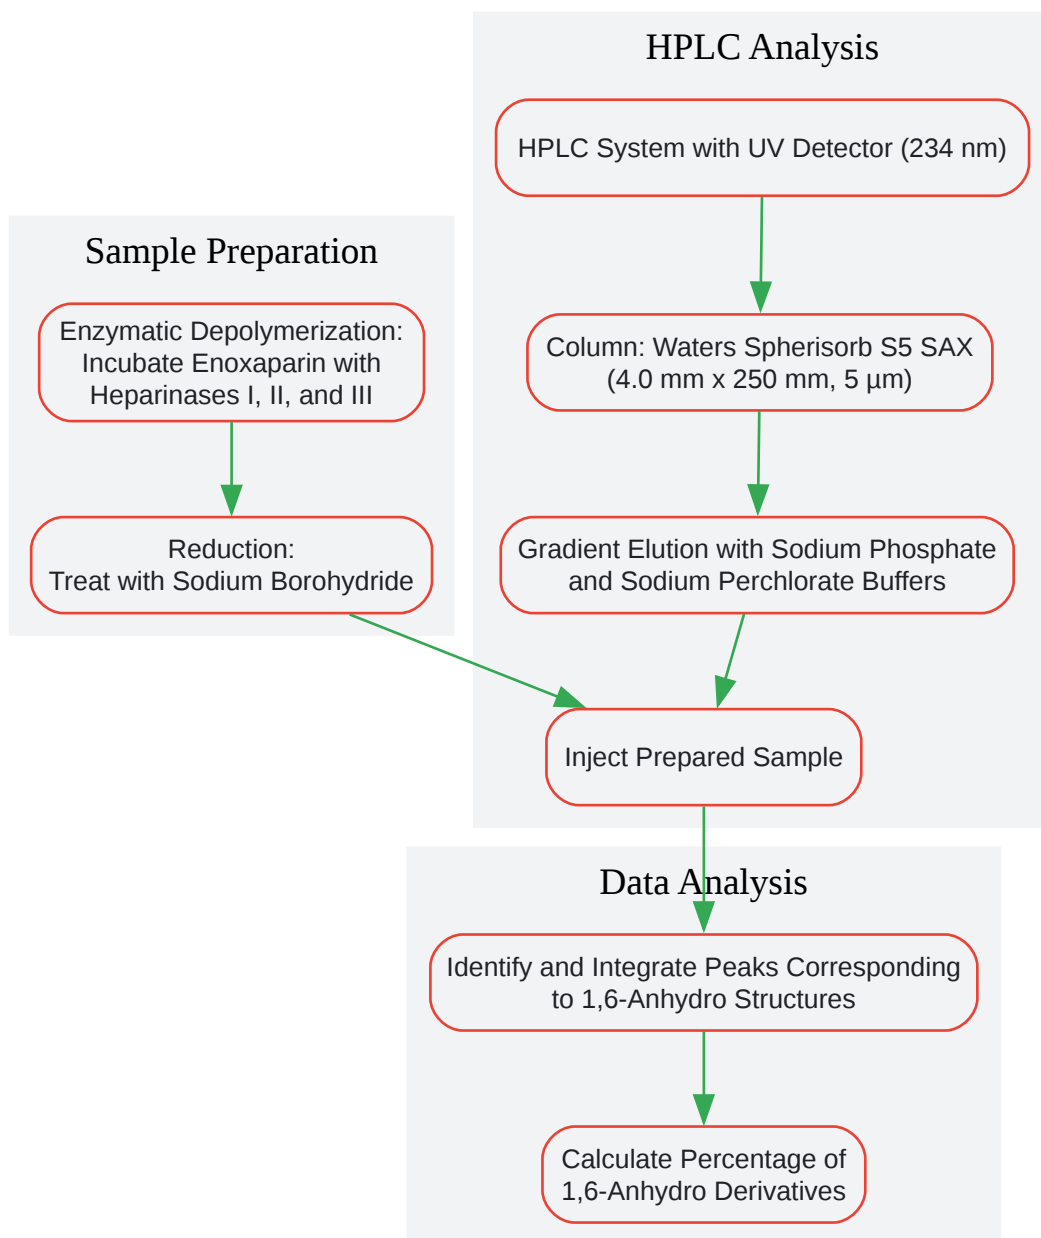 HPLC Analysis
HPLC System with UV Detector (234 nm)
Sample Preparation
Enzymatic Depolymerization:
Incubate Enoxaparin with
Heparinases I, II, and III
Column: Waters Spherisorb S5 SAX
(4.0 mm x 250 mm, 5 µm)
Reduction:
Treat with Sodium Borohydride
Gradient Elution with Sodium Phosphate
and Sodium Perchlorate Buffers
Inject Prepared Sample
Data Analysis
Identify and Integrate Peaks Corresponding
to 1,6-Anhydro Structures
Calculate Percentage of
1,6-Anhydro Derivatives